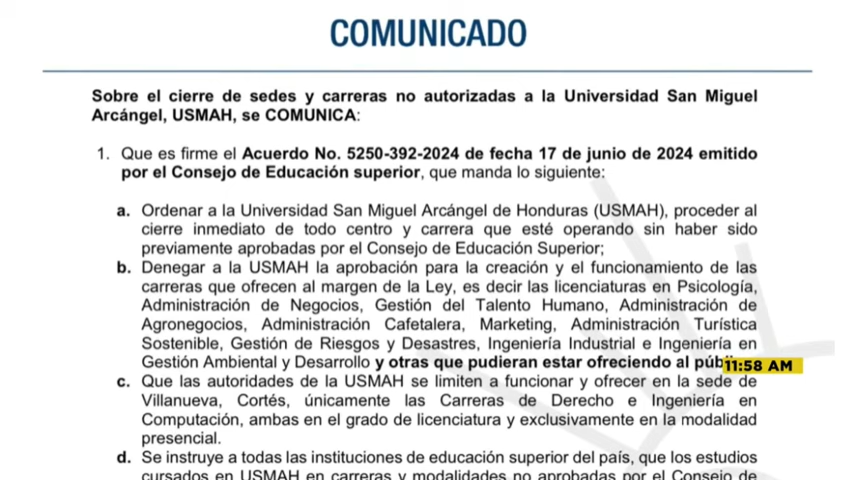 COMUNICADO
Sobre el cierre de sedes y carreras no autorizadas a la Universidad San Miguel
Arcángel, USMAH, se COMUNICA:
1. Que es firme el Acuerdo No. 5250-392-2024 de fecha 17 de junio de 2024 emitido
por el Consejo de Educación superior, que manda lo siguiente:
a. Ordenar a la Universidad San Miguel Arcángel de Honduras (USMAH), proceder al
cierre inmediato de todo centro y carrera que esté operando sin haber sido
previamente aprobadas por el Consejo de Educación Superior;
b. Denegar a la USMAH la aprobación para la creación y el funcionamiento de las
carreras que ofrecen al margen de la Ley, es decir las licenciaturas en Psicología,
Administración de Negocios, Gestión del Talento Humano, Administración de
Agronegocios, Administración Cafetalera, Marketing, Administración Turística
Sostenible, Gestión de Riesgos y Desastres, Ingeniería Industrial e Ingeniería en
Gestión Ambiental y Desarrollo y otras que pudieran estar ofreciendo al
11:58 AM
c. Que las autoridades de la USMAH se limiten a funcionar y ofrecer en la sede de
Villanueva, Cortés, únicamente las Carreras de Derecho e Ingeniería en
Computación, ambas en el grado de licenciatura y exclusivamente en la modalidad
presencial.
d. Se instruye a todas las instituciones de educación superior del país, que los estudios
cursados en USMAH en carreras y modalidades no aprobadas por el Consejo de